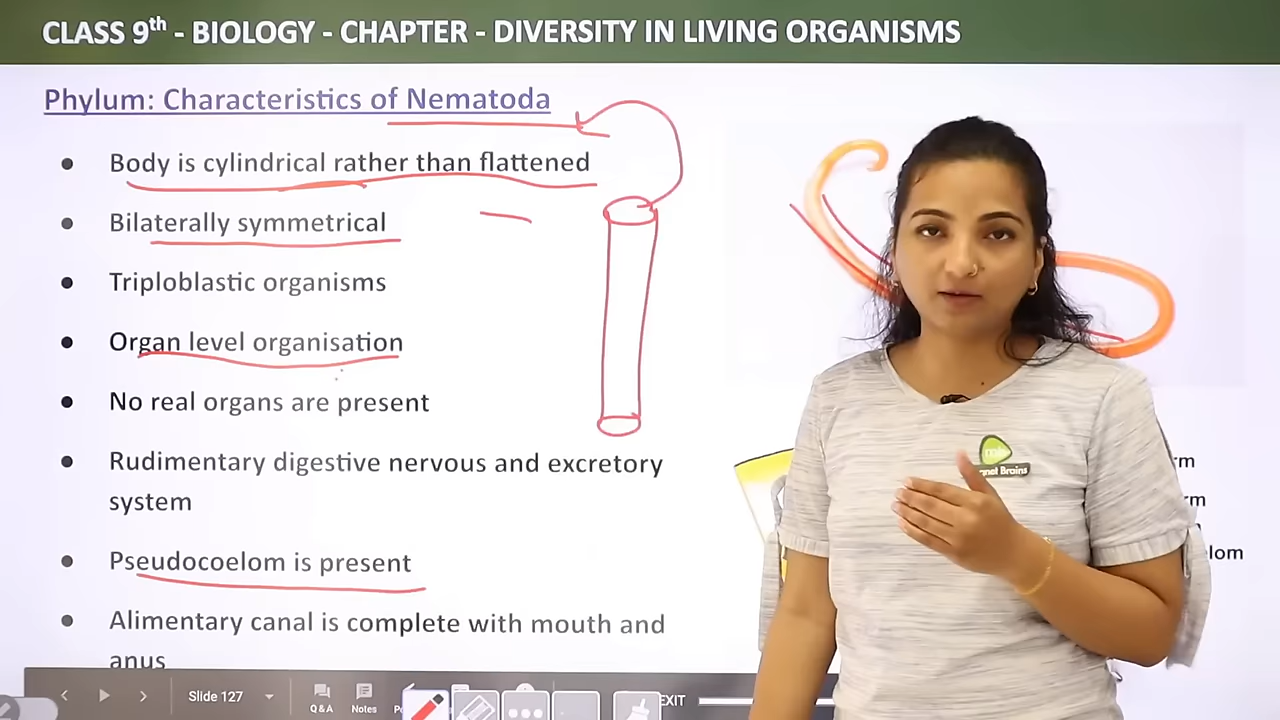 CLASS 9th - BIOLOGY - CHAPTER - DIVERSITY IN LIVING ORGANISMS
Phylum: Characteristics of Nematoda
● Body is cylindrical rather than flattened
● Bilaterally symmetrical
● Triploblastic organisms
● Organ level organisation
● No real organs are present
● Rudimentary digestive nervous and excretory
system
● Pseudocoelom is present
● Alimentary canal is complete with mouth and
anus
Slide 127
Q & A
Notes
EXIT